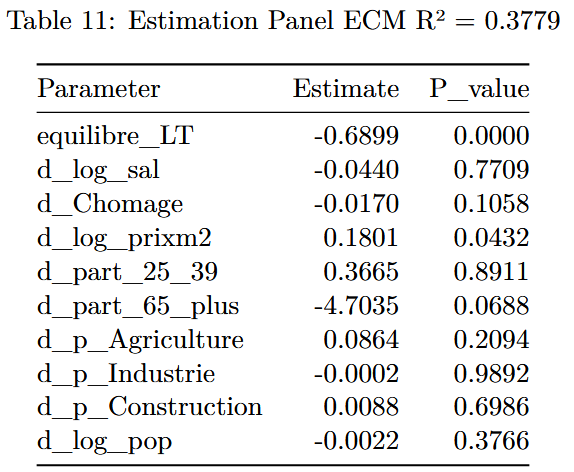 Table 11: Estimation Panel ECM R² = 0.3779
Parameter Estimate P_value
equilibre_LT -0.6899 0.0000
d_log_sal -0.0440 0.7709
d_Chomage -0.0170 0.1058
d_log_prixm2 0.1801 0.0432
d_part_25_39 0.3665 0.8911
d_part_65_plus -4.7035 0.0688
d_p_Agriculture 0.0864 0.2094
d_p_Industrie -0.0002 0.9892
d_p_Construction 0.0088 0.6986
d_log_pop -0.0022 0.3766